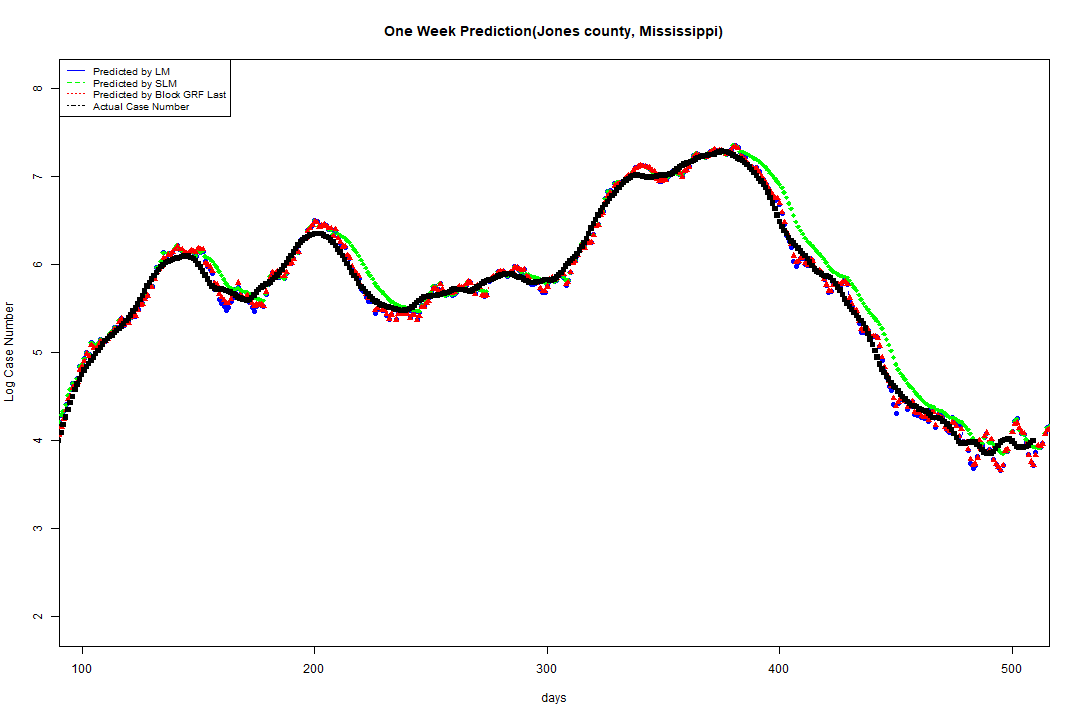 One Week Prediction(Jones county, Mississippi)
Predicted by LM
Predicted by SLM
Predicted by Block GRF Last
Actual Case Number
8
7
6
5
4
3
2
Log Case Number
100 200 300 400 500
days